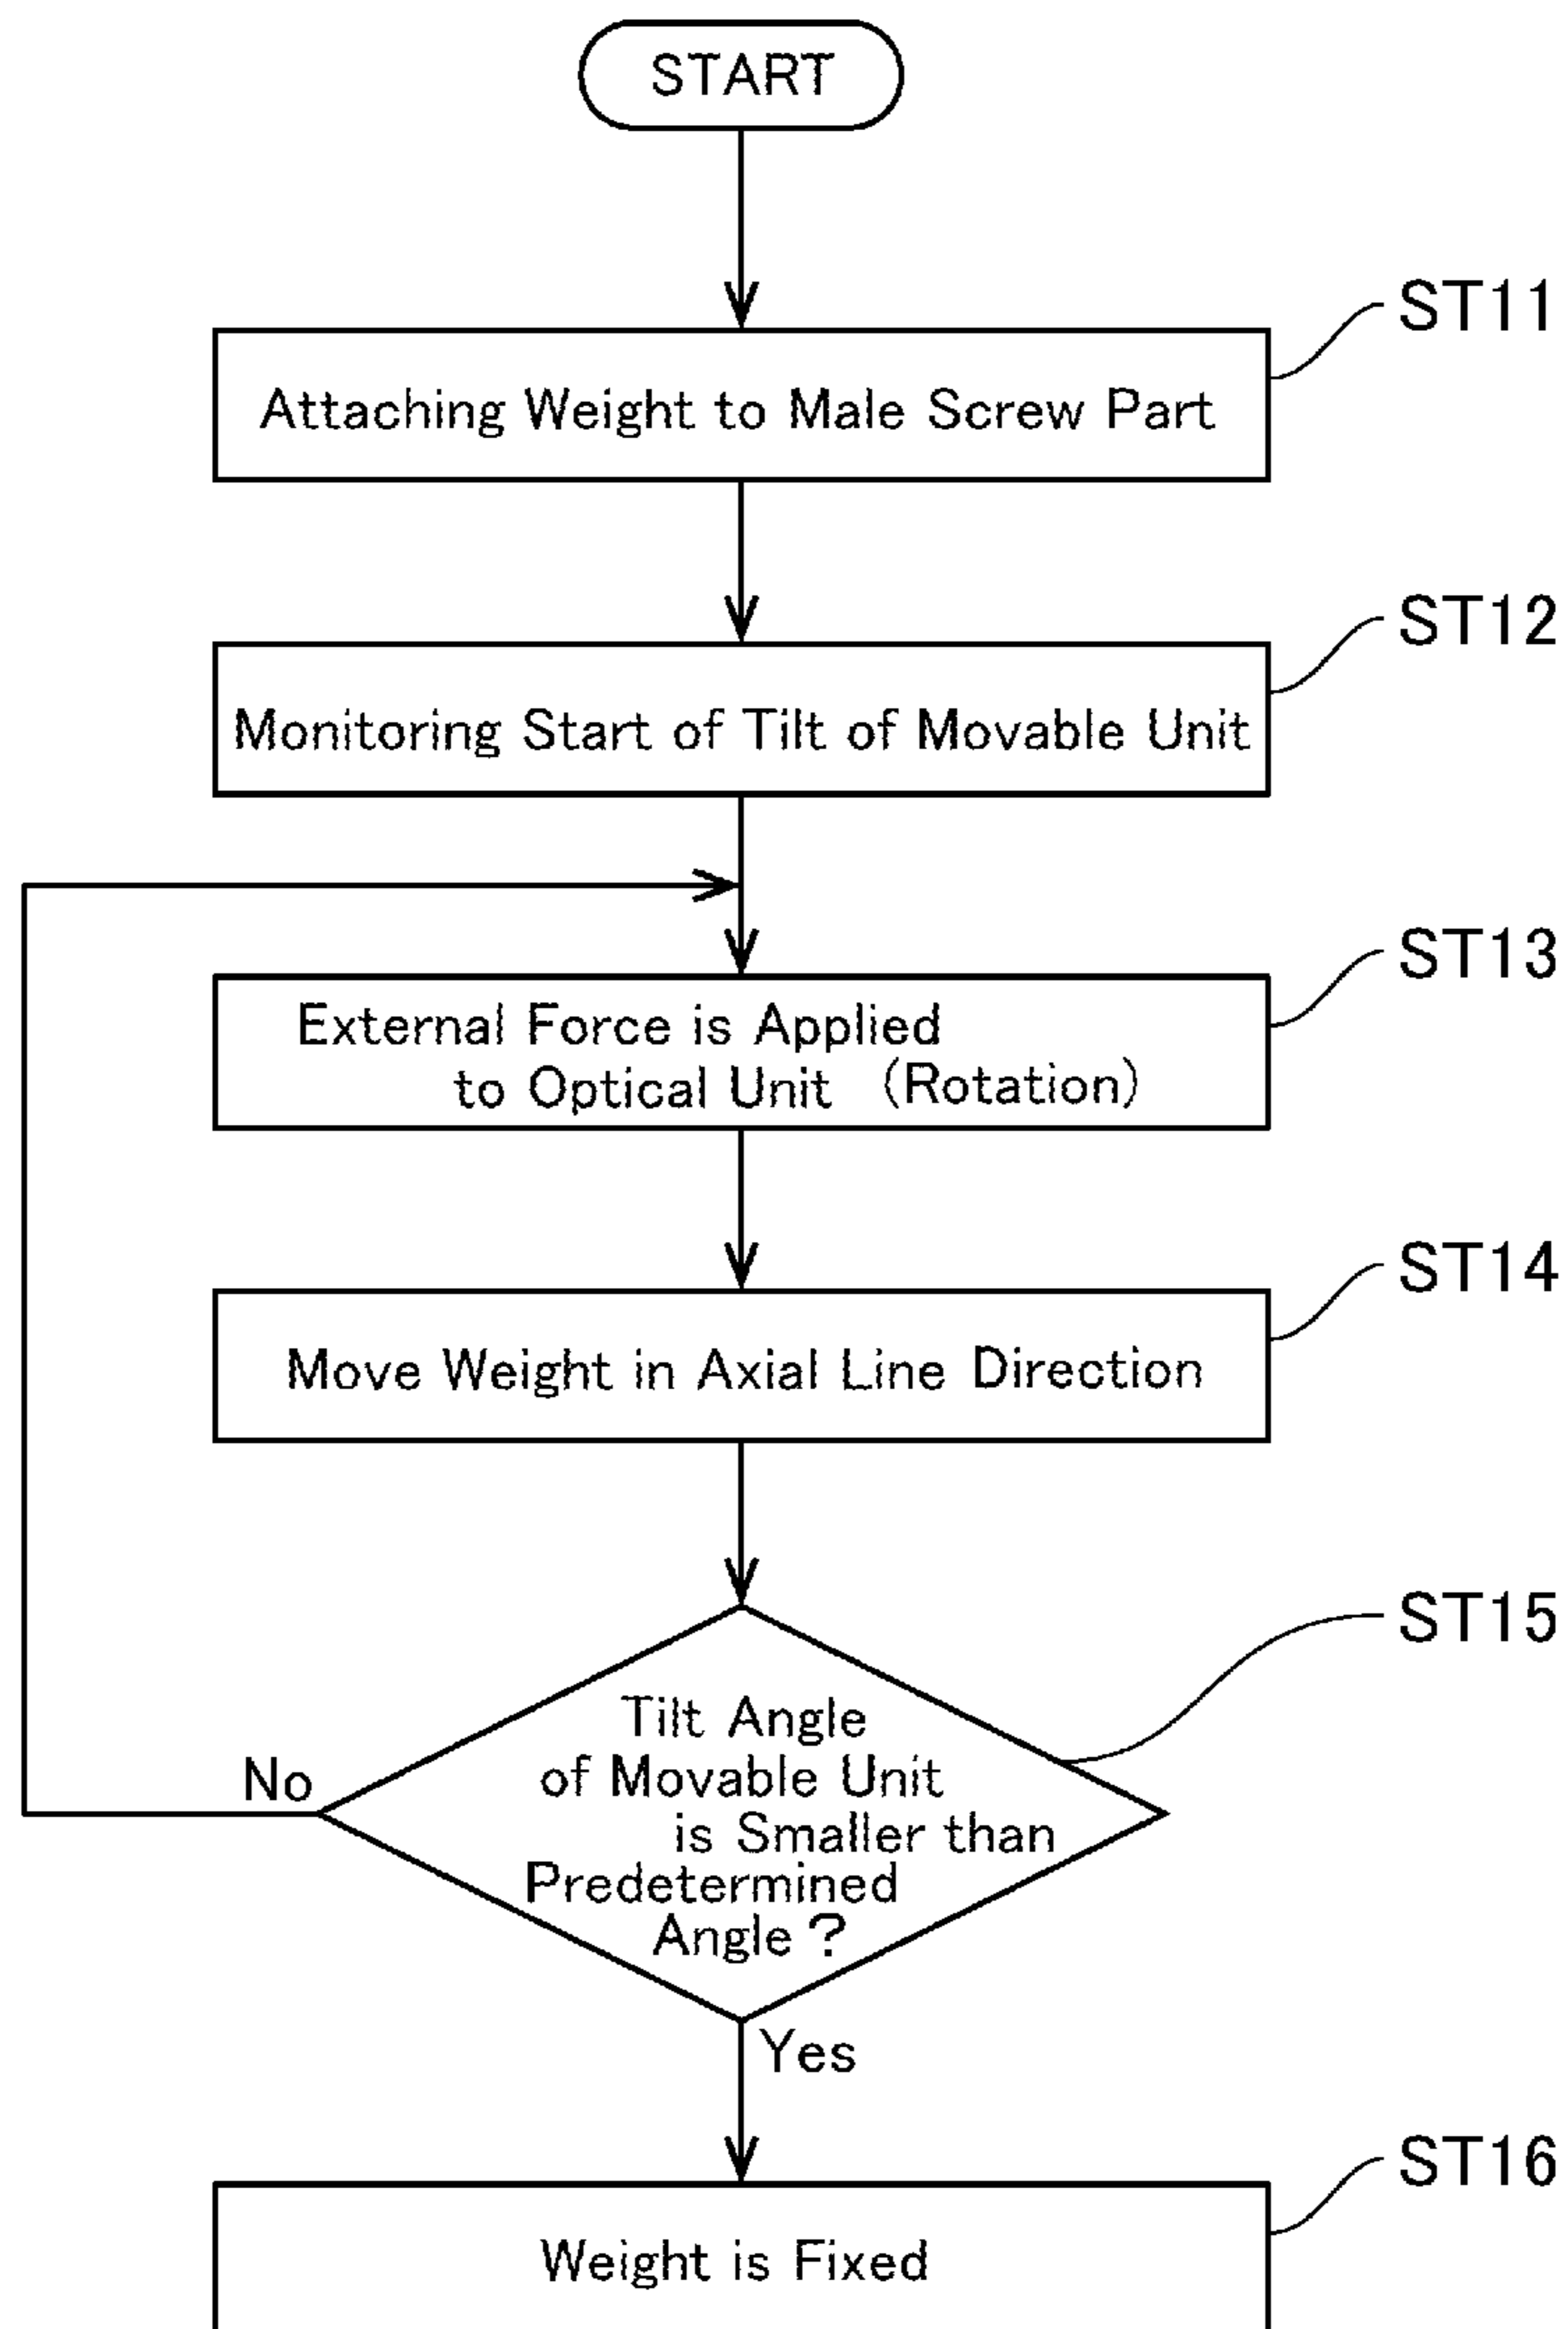 START
ST11
Attaching Weight to Male Screw Part
ST12
Monitoring Start of Tilt of Movable Unit
ST13
External Force is Applied
to Optical Unit (Rotation)
ST14
Move Weight in Axial Line Direction
ST15
Tilt Angle
of Movable Unit
is Smaller than
Predetermined
Angle?
No
Yes
ST16
Weight is Fixed